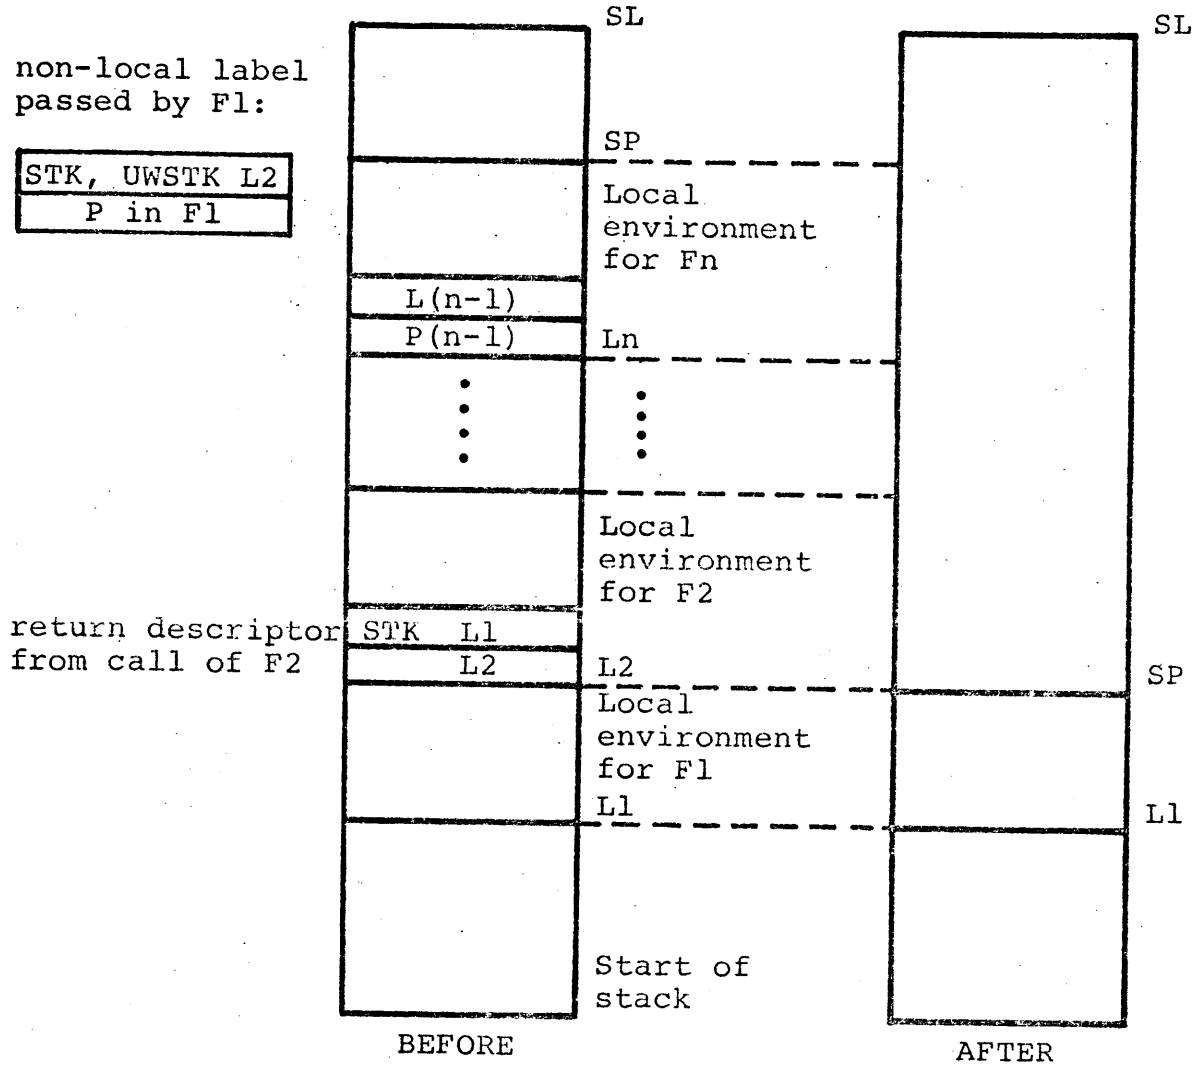 SL
SL
non-local label
passed by F1:
STK, UWSTK L2
P in F1
SP
Local
environment
for Fn
L(n-1)
P(n-1)
Ln
Local
environment
for F2
return descriptor
from call of F2
STK L1
L2
L2
SP
Local
environment
for F1
L1
L1
Start of
stack
BEFORE
AFTER